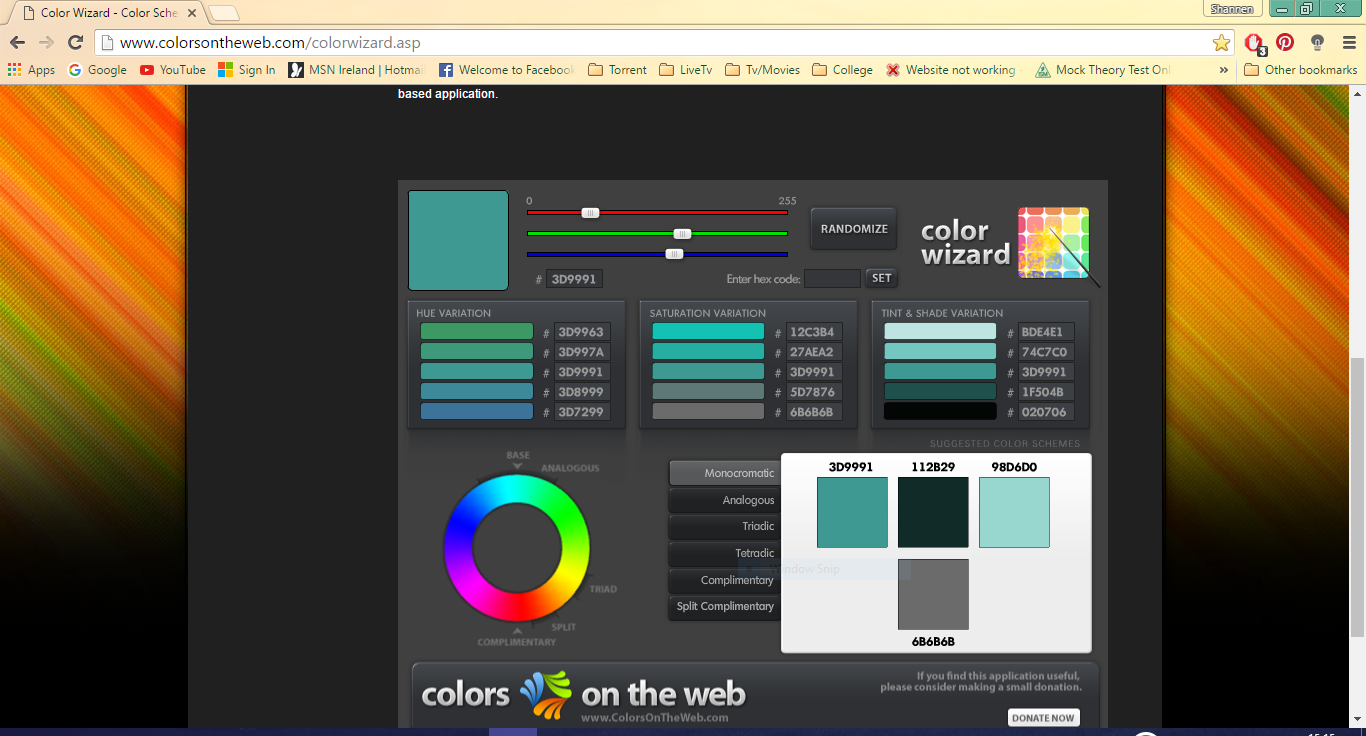 Color Wizard - Color Sche
Shannen
www.colorsontheweb.com/colorwizard.asp
3
Apps Google YouTube Sign In MSN Ireland | Hotmai Welcome to Facebook Torrent LiveTv Tv/Movies College Website not working Mock Theory Test Onl » Other bookmarks
based application.
0 255
RANDOMIZE
color
wizard
# 3D9991 Enter hex code: SET
HUE VARIATION
# 3D9963
# 3D997A
# 3D9991
# 3D8999
# 3D7299
SATURATION VARIATION
# 12C3B4
# 27AEA2
# 3D9991
# 5D7876
# 6B6B6B
TINT & SHADE VARIATION
# BDE4E1
# 74C7C0
# 3D9991
# 1F504B
# 020706
SUGGESTED COLOR SCHEMES
BASE
ANALOGOUS
TRIAD
SPLIT
COMPLIMENTARY
Monocromatic
Analogous
Triadic
Tetradic
Complimentary
Split Complimentary
3D9991 112B29 98D6D0
Window Snip
6B6B6B
colors on the web
www.ColorsOnTheWeb.com
If you find this application useful,
please consider making a small donation.
DONATE NOW